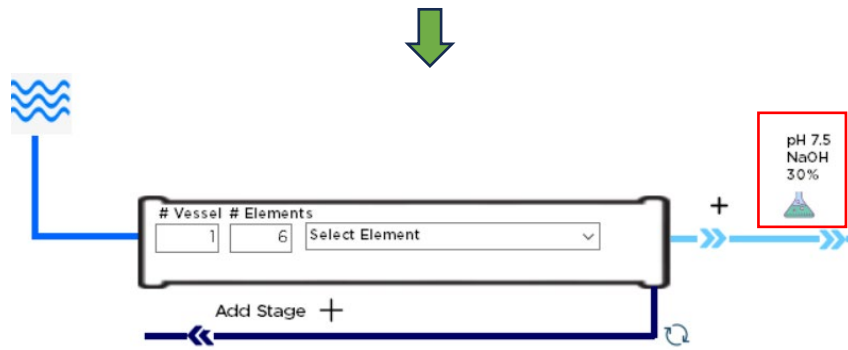 pH 7.5
NaOH
30%
# Vessel # Elements
1 6 Select Element
Add Stage